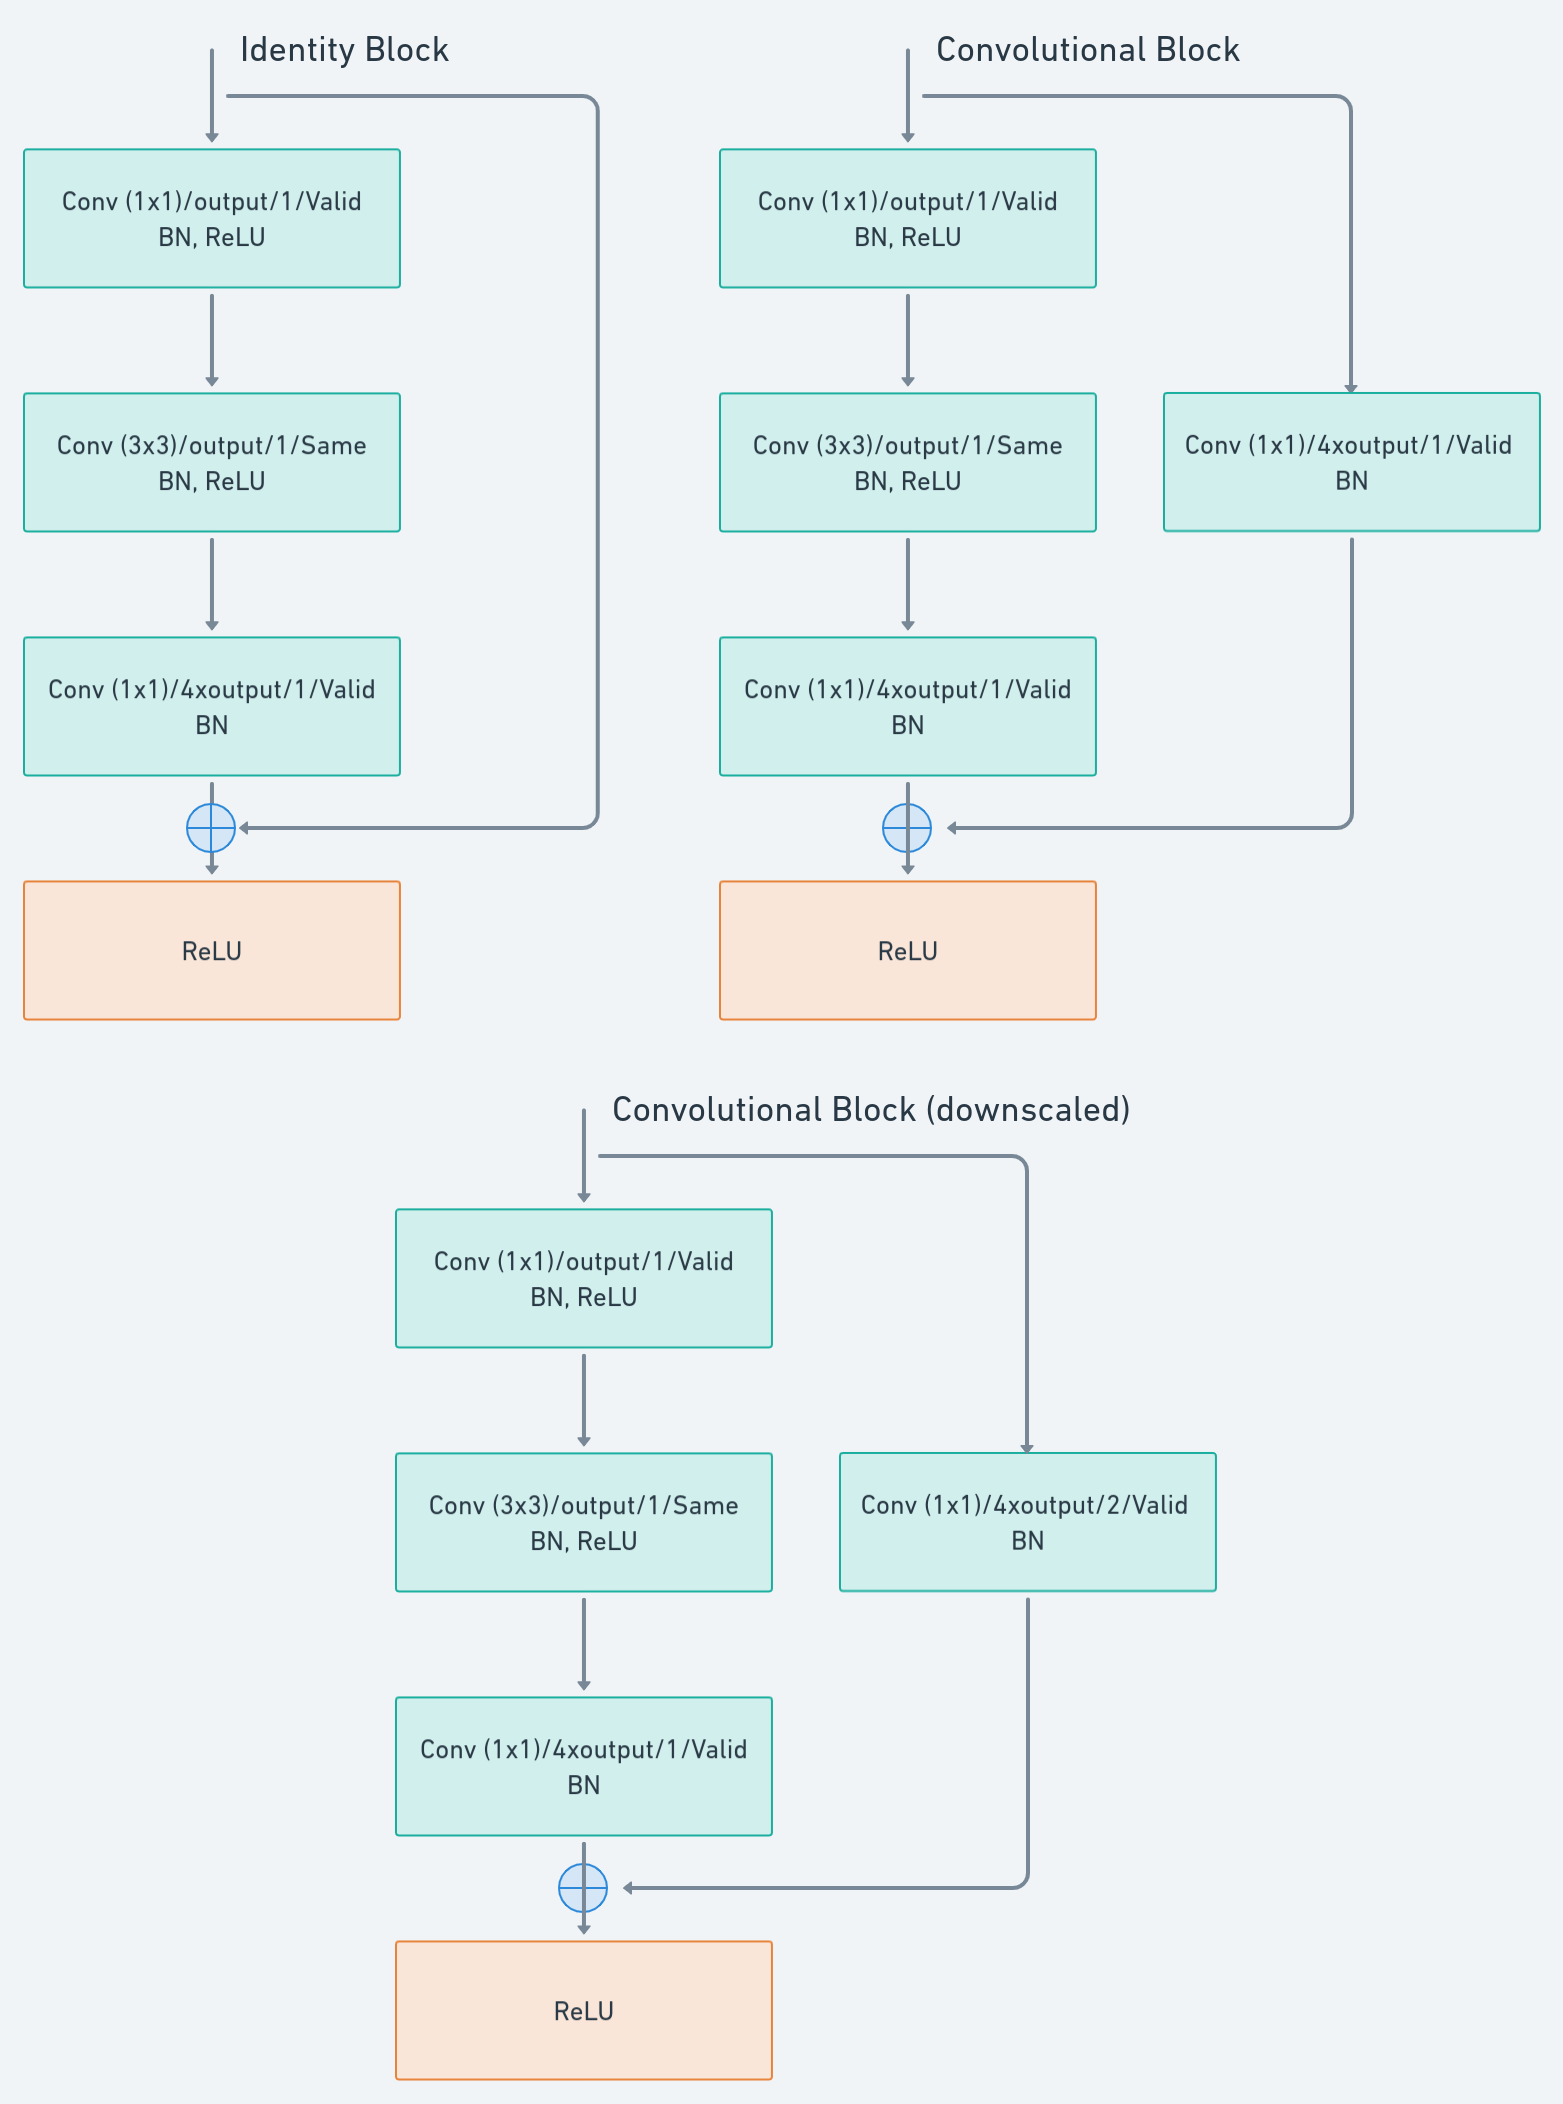 Identity Block
Conv (1x1)/output/1/Valid
BN, ReLU
Conv (3x3)/output/1/Same
BN, ReLU
Conv (1x1)/4xoutput/1/Valid
BN
ReLU
Convolutional Block
Conv (1x1)/output/1/Valid
BN, ReLU
Conv (3x3)/output/1/Same
BN, ReLU
Conv (1x1)/4xoutput/1/Valid
BN
Conv (1x1)/4xoutput/1/Valid
BN
ReLU
Convolutional Block (downscaled)
Conv (1x1)/output/1/Valid
BN, ReLU
Conv (3x3)/output/1/Same
BN, ReLU
Conv (1x1)/4xoutput/2/Valid
BN
Conv (1x1)/4xoutput/1/Valid
BN
ReLU